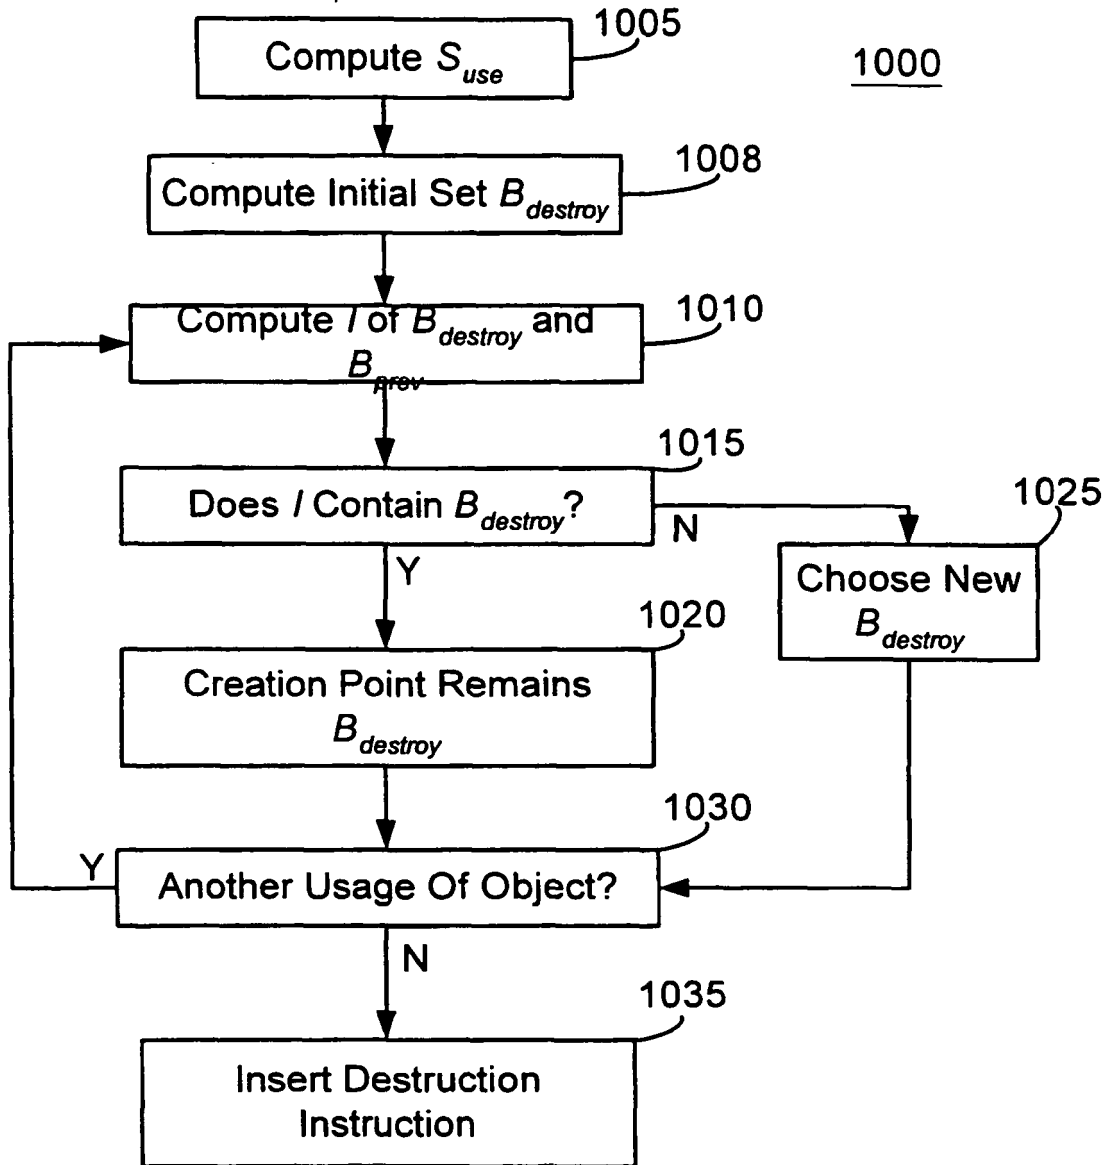 1005
Compute S_use
1000
1008
Compute Initial Set B_destroy
1010
Compute I of B_destroy and
B_prev
1015
Does I Contain B_destroy?
N
1025
Y
Choose New
B_destroy
1020
Creation Point Remains
B_destroy
1030
Y
Another Usage Of Object?
N
1035
Insert Destruction
Instruction